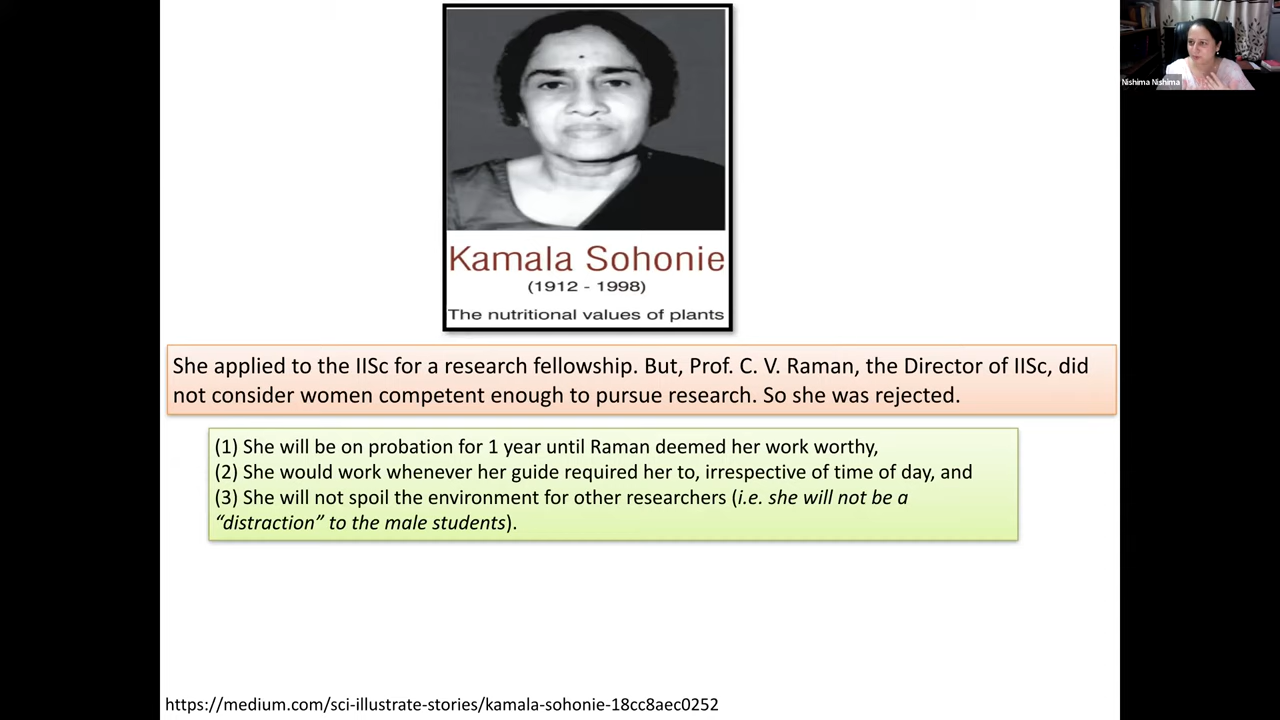 Nishima Nishima
Kamala Sohonie
(1912 - 1998)
The nutritional values of plants
She applied to the IISc for a research fellowship. But, Prof. C. V. Raman, the Director of IISc, did
not consider women competent enough to pursue research. So she was rejected.
(1) She will be on probation for 1 year until Raman deemed her work worthy,
(2) She would work whenever her guide required her to, irrespective of time of day, and
(3) She will not spoil the environment for other researchers (i.e. she will not be a
“distraction” to the male students).
https://medium.com/sci-illustrate-stories/kamala-sohonie-18cc8aec0252